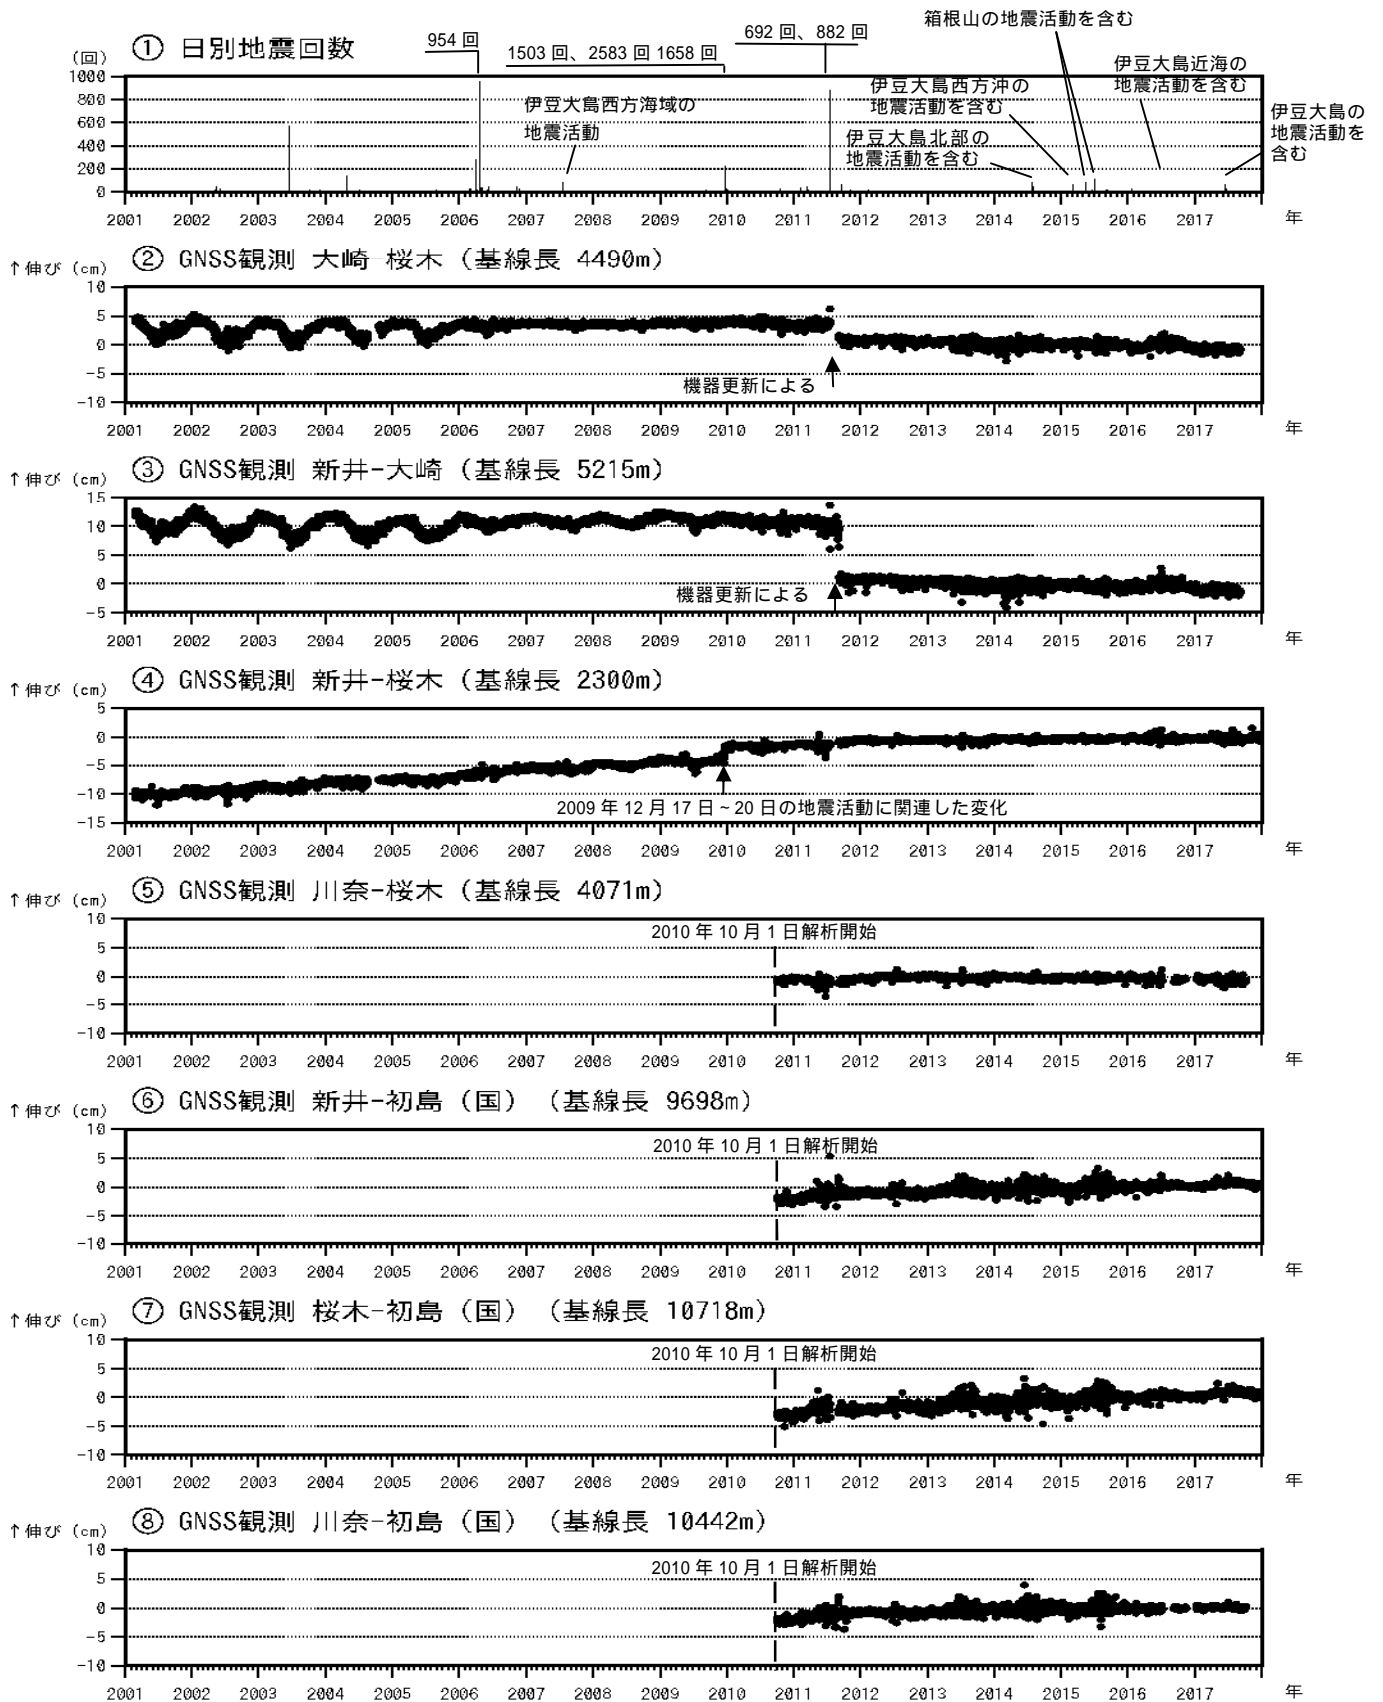 ① 日別地震回数
954 回
1503 回、2583 回 1658 回
692 回、882 回
箱根山の地震活動を含む
伊豆大島近海の
地震活動を含む
伊豆大島西方沖の
地震活動を含む
伊豆大島の
地震活動を
含む
伊豆大島西方海域の
地震活動
伊豆大島北部の
地震活動を含む
(回)
1000
800
600
400
200
0
2001 2002 2003 2004 2005 2006 2007 2008 2009 2010 2011 2012 2013 2014 2015 2016 2017 年
② GNSS観測 大崎-桜木 (基線長 4490m)
↑伸び (cm)
10
5
0
-5
-10
機器更新による
2001 2002 2003 2004 2005 2006 2007 2008 2009 2010 2011 2012 2013 2014 2015 2016 2017 年
③ GNSS観測 新井-大崎 (基線長 5215m)
↑伸び (cm)
15
10
5
0
-5
機器更新による
2001 2002 2003 2004 2005 2006 2007 2008 2009 2010 2011 2012 2013 2014 2015 2016 2017 年
④ GNSS観測 新井-桜木 (基線長 2300m)
↑伸び (cm)
5
0
-5
-10
-15
2009 年 12 月 17 日~20 日の地震活動に関連した変化
2001 2002 2003 2004 2005 2006 2007 2008 2009 2010 2011 2012 2013 2014 2015 2016 2017 年
⑤ GNSS観測 川奈-桜木 (基線長 4071m)
↑伸び (cm)
10
5
0
-5
-10
2010 年 10 月 1 日解析開始
2001 2002 2003 2004 2005 2006 2007 2008 2009 2010 2011 2012 2013 2014 2015 2016 2017 年
⑥ GNSS観測 新井-初島 (国) (基線長 9698m)
↑伸び (cm)
10
5
0
-5
-10
2010 年 10 月 1 日解析開始
2001 2002 2003 2004 2005 2006 2007 2008 2009 2010 2011 2012 2013 2014 2015 2016 2017 年
⑦ GNSS観測 桜木-初島 (国) (基線長 10718m)
↑伸び (cm)
10
5
0
-5
-10
2010 年 10 月 1 日解析開始
2001 2002 2003 2004 2005 2006 2007 2008 2009 2010 2011 2012 2013 2014 2015 2016 2017 年
⑧ GNSS観測 川奈-初島 (国) (基線長 10442m)
↑伸び (cm)
10
5
0
-5
-10
2010 年 10 月 1 日解析開始
2001 2002 2003 2004 2005 2006 2007 2008 2009 2010 2011 2012 2013 2014 2015 2016 2017 年